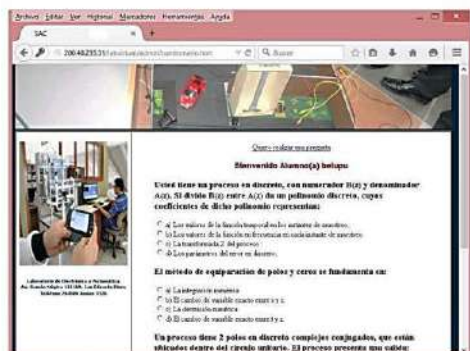 Archivo Editar Ver Historial Marcadores Herramientas Ayuda
SAC
Buscar
Quiero realizar una pregunta
Bienvenido Alumno(a) betupu
Usted tiene un proceso en discreto, con numerador B(z) y denominador
A(z). Si divido B(z) entre A(z) da un polinomio discreto, cuyos
coeficientes de dicho polinomio representan:
a) Los valores de la función temporal en los instantes de muestreo.
b) Los valores de la función en frecuencia en cada instante de muestreo.
c) La transformada Z del proceso
d) Los parámetros del error en discreto.
El método de equiparación de polos y ceros se fundamenta en:
a) La integración numérica
b) El cambio de variable exacto entre s y z.
c) La derivación numérica
d) El cambio de variable exacto entre s y z.
Un proceso tiene 2 polos en discreto complejos conjugados, que están
ubicados dentro del circulo unitario. El proceso presenta una salida:
Laboratorio de Electrónica e Automática